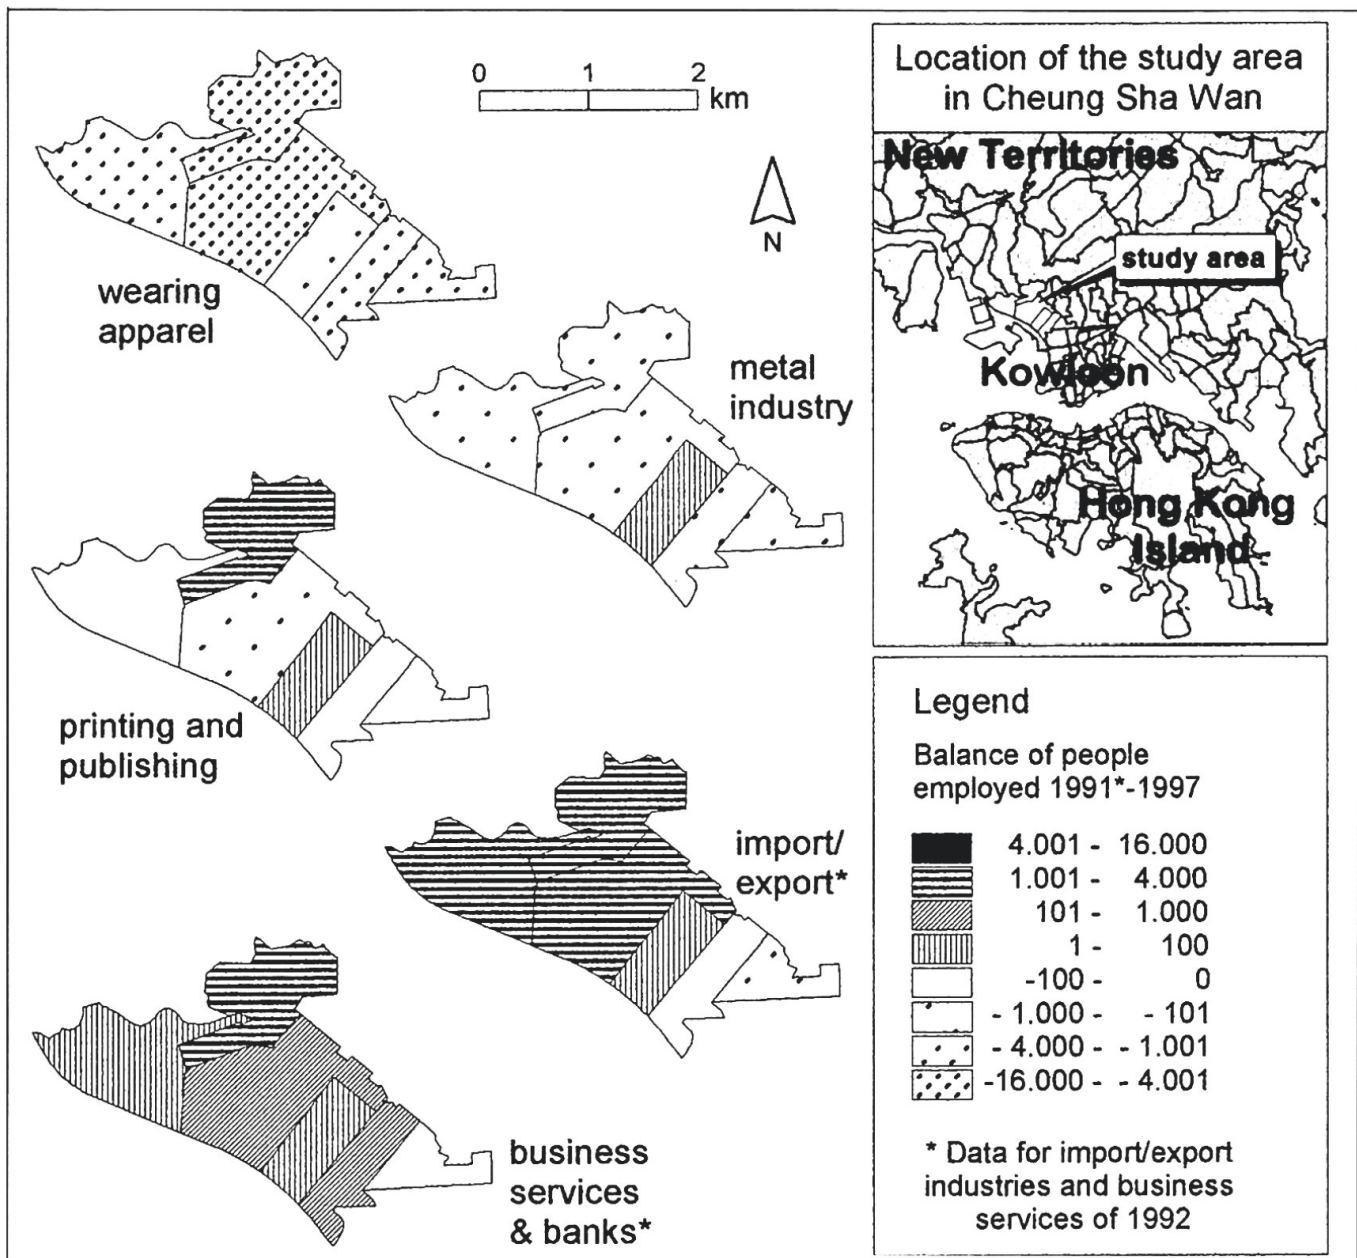 0 1 2
km
N
wearing
apparel
metal
industry
printing and
publishing
import/
export*
business
services
& banks*
Location of the study area
in Cheung Sha Wan
New Territories
study area
Kowloon
Hong Kong
Island
Legend
Balance of people
employed 1991*-1997
4.001 - 16.000
1.001 - 4.000
101 - 1.000
1 - 100
-100 - 0
- 1.000 - - 101
- 4.000 - - 1.001
-16.000 - - 4.001
* Data for import/export
industries and business
services of 1992